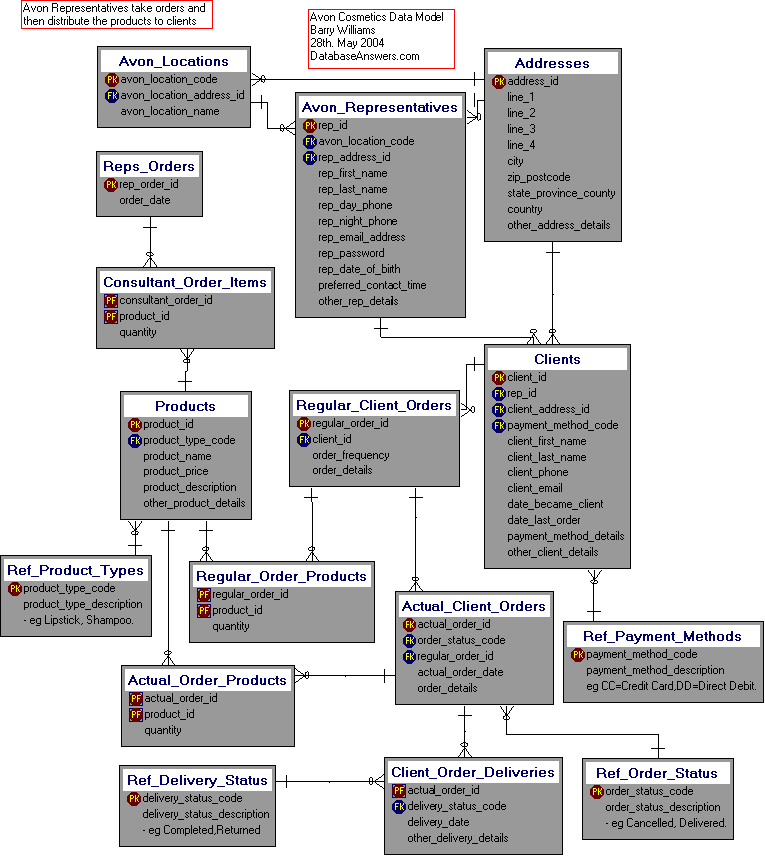 Avon Representatives take orders and
then distribute the products to clients
Avon Cosmetics Data Model
Barry Williams
28th. May 2004
DatabaseAnswers.com
Avon_Locations
PK avon_location_code
FK avon_location_address_id
avon_location_name
Addresses
PK address_id
line_1
line_2
line_3
line_4
city
zip_postcode
state_province_county
country
other_address_details
Avon_Representatives
PK rep_id
FK avon_location_code
FK rep_address_id
rep_first_name
rep_last_name
rep_day_phone
rep_night_phone
rep_email_address
rep_password
rep_date_of_birth
preferred_contact_time
other_rep_details
Reps_Orders
PK rep_order_id
order_date
Consultant_Order_Items
PF consultant_order_id
PF product_id
quantity
Clients
PK client_id
FK rep_id
FK client_address_id
FK payment_method_code
client_first_name
client_last_name
client_phone
client_email
date_became_client
date_last_order
payment_method_details
other_client_details
Products
PK product_id
FK product_type_code
product_name
product_price
product_description
other_product_details
Regular_Client_Orders
PK regular_order_id
FK client_id
order_frequency
order_details
Ref_Product_Types
PK product_type_code
product_type_description
- eg Lipstick, Shampoo.
Regular_Order_Products
PF regular_order_id
PF product_id
quantity
Actual_Client_Orders
FK actual_order_id
FK order_status_code
FK regular_order_id
actual_order_date
order_details
Ref_Payment_Methods
PK payment_method_code
payment_method_description
eg CC=Credit Card,DD=Direct Debit.
Actual_Order_Products
PF actual_order_id
PF product_id
quantity
Ref_Delivery_Status
PK delivery_status_code
delivery_status_description
- eg Completed,Returned
Client_Order_Deliveries
PF actual_order_id
FK delivery_status_code
delivery_date
other_delivery_details
Ref_Order_Status
PK order_status_code
order_status_description
- eg Cancelled, Delivered.